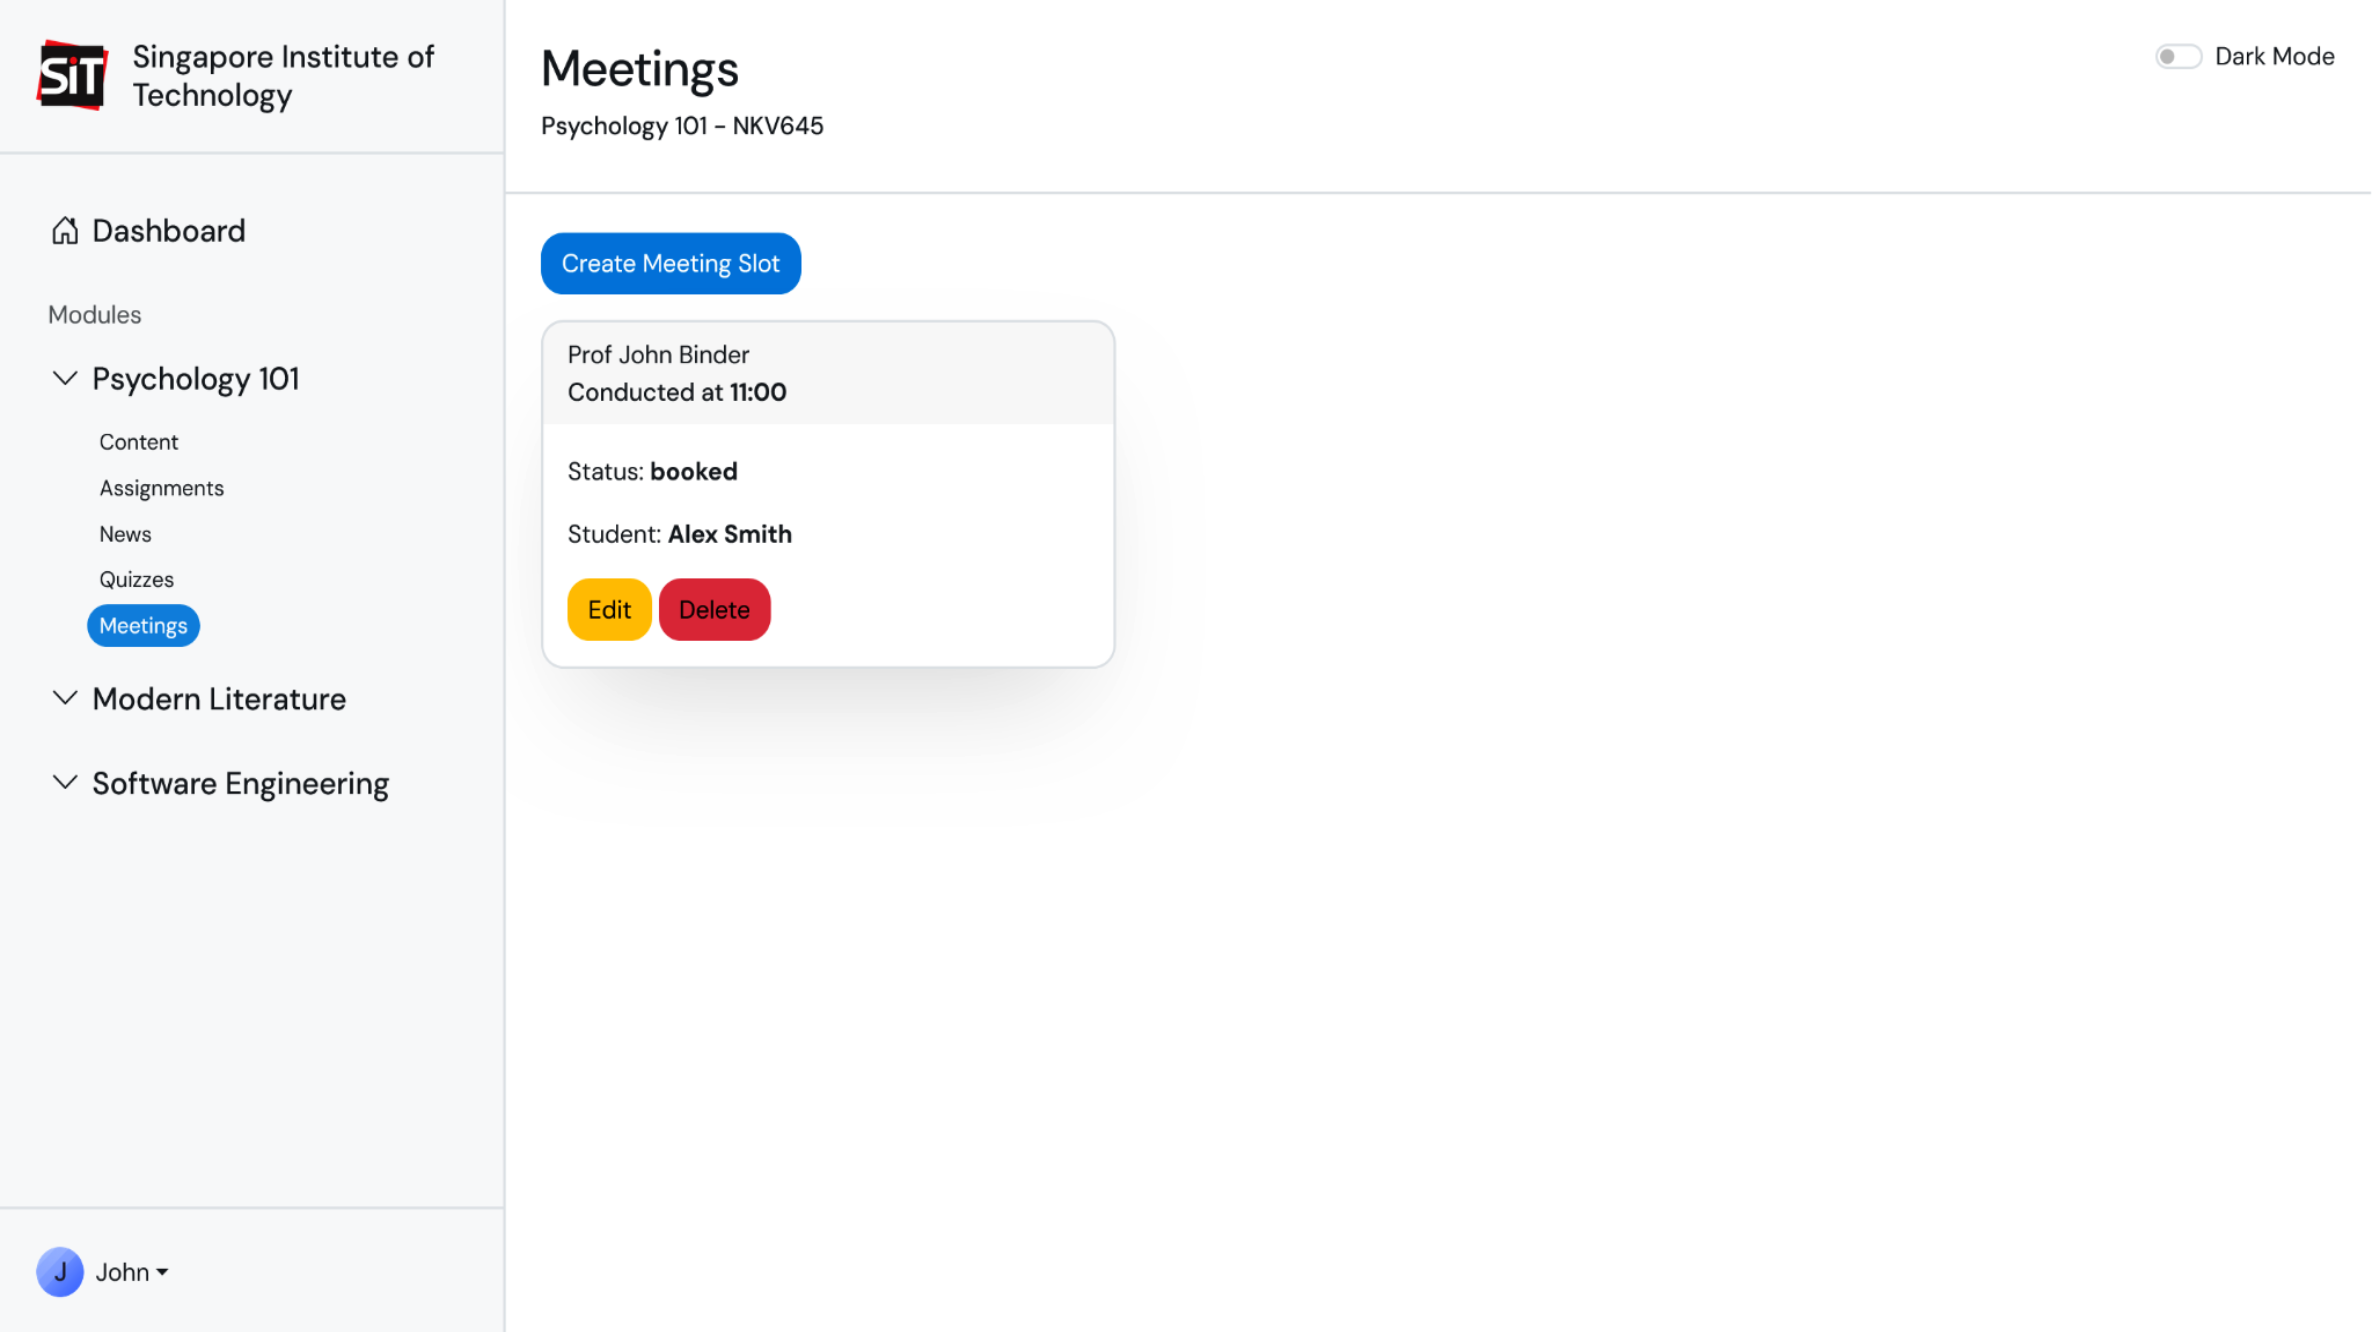 SiT
Singapore Institute of
Technology
Dashboard
Modules
Psychology 101
Content
Assignments
News
Quizzes
Meetings
Modern Literature
Software Engineering
J
John
Meetings
Psychology 101 - NKV645
Dark Mode
Create Meeting Slot
Prof John Binder
Conducted at 11:00
Status: booked
Student: Alex Smith
Edit
Delete